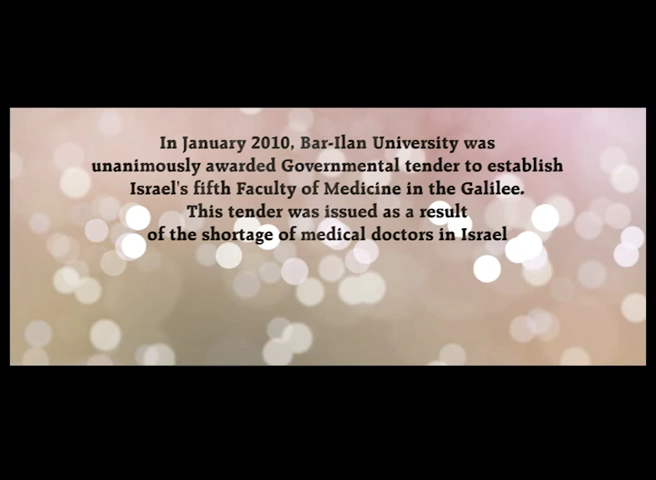 In January 2010, Bar-Ilan University was
unanimously awarded Governmental tender to establish
Israel's fifth Faculty of Medicine in the Galilee.
This tender was issued as a result
of the shortage of medical doctors in Israel